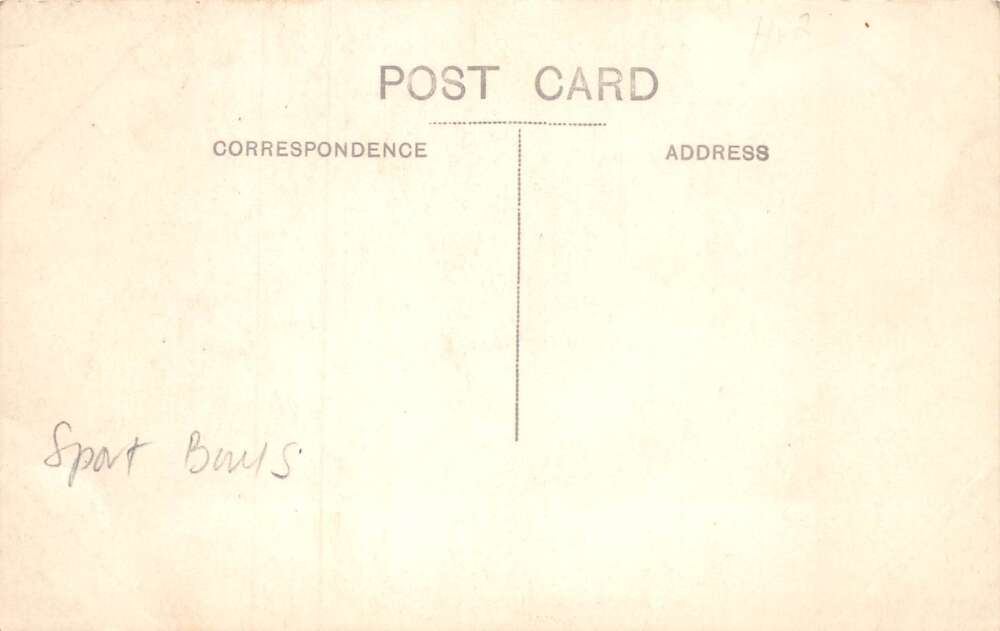 POST CARD
CORRESPONDENCE
ADDRESS
Sport Bowls